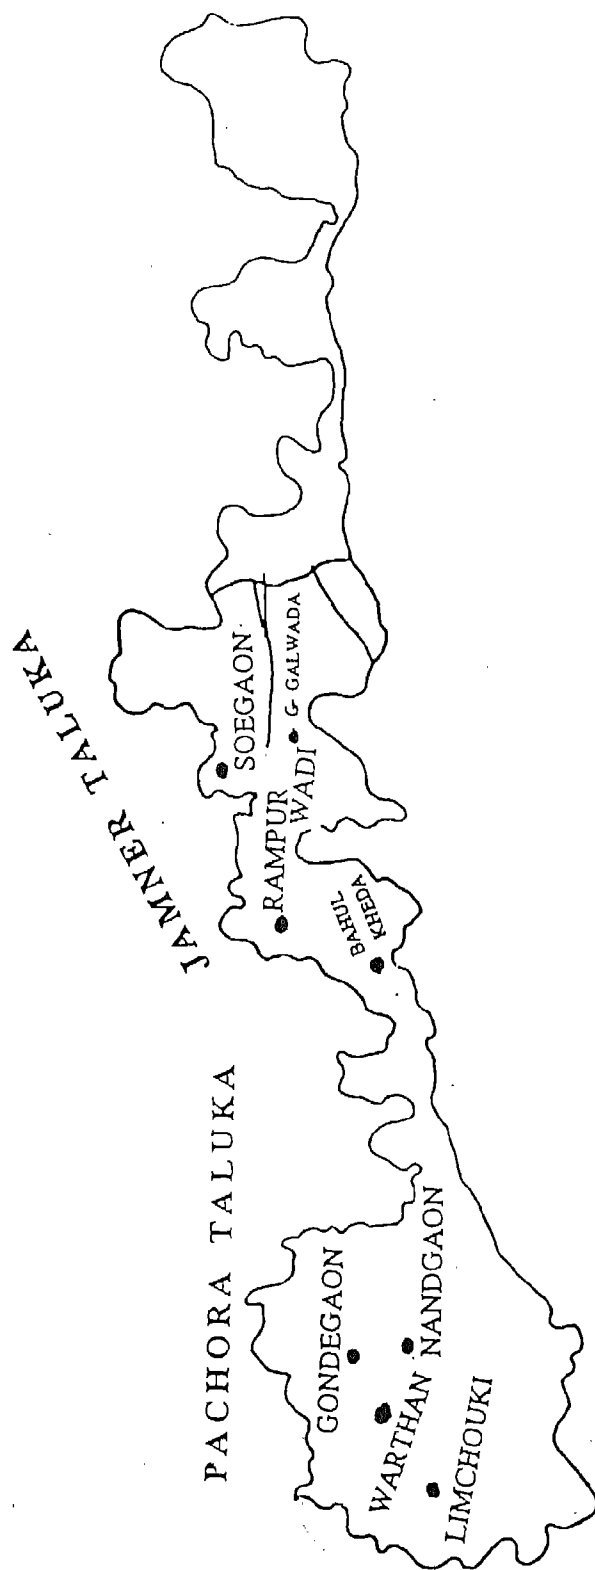 JAMNER TALUKA
PACHORA TALUKA
SOEGAON
G- GALWADA
RAMPUR
WADI
BAHUL
KHEDA
GONDEGAON
NANDGAON
WARTHAN
LIMCHOUKI